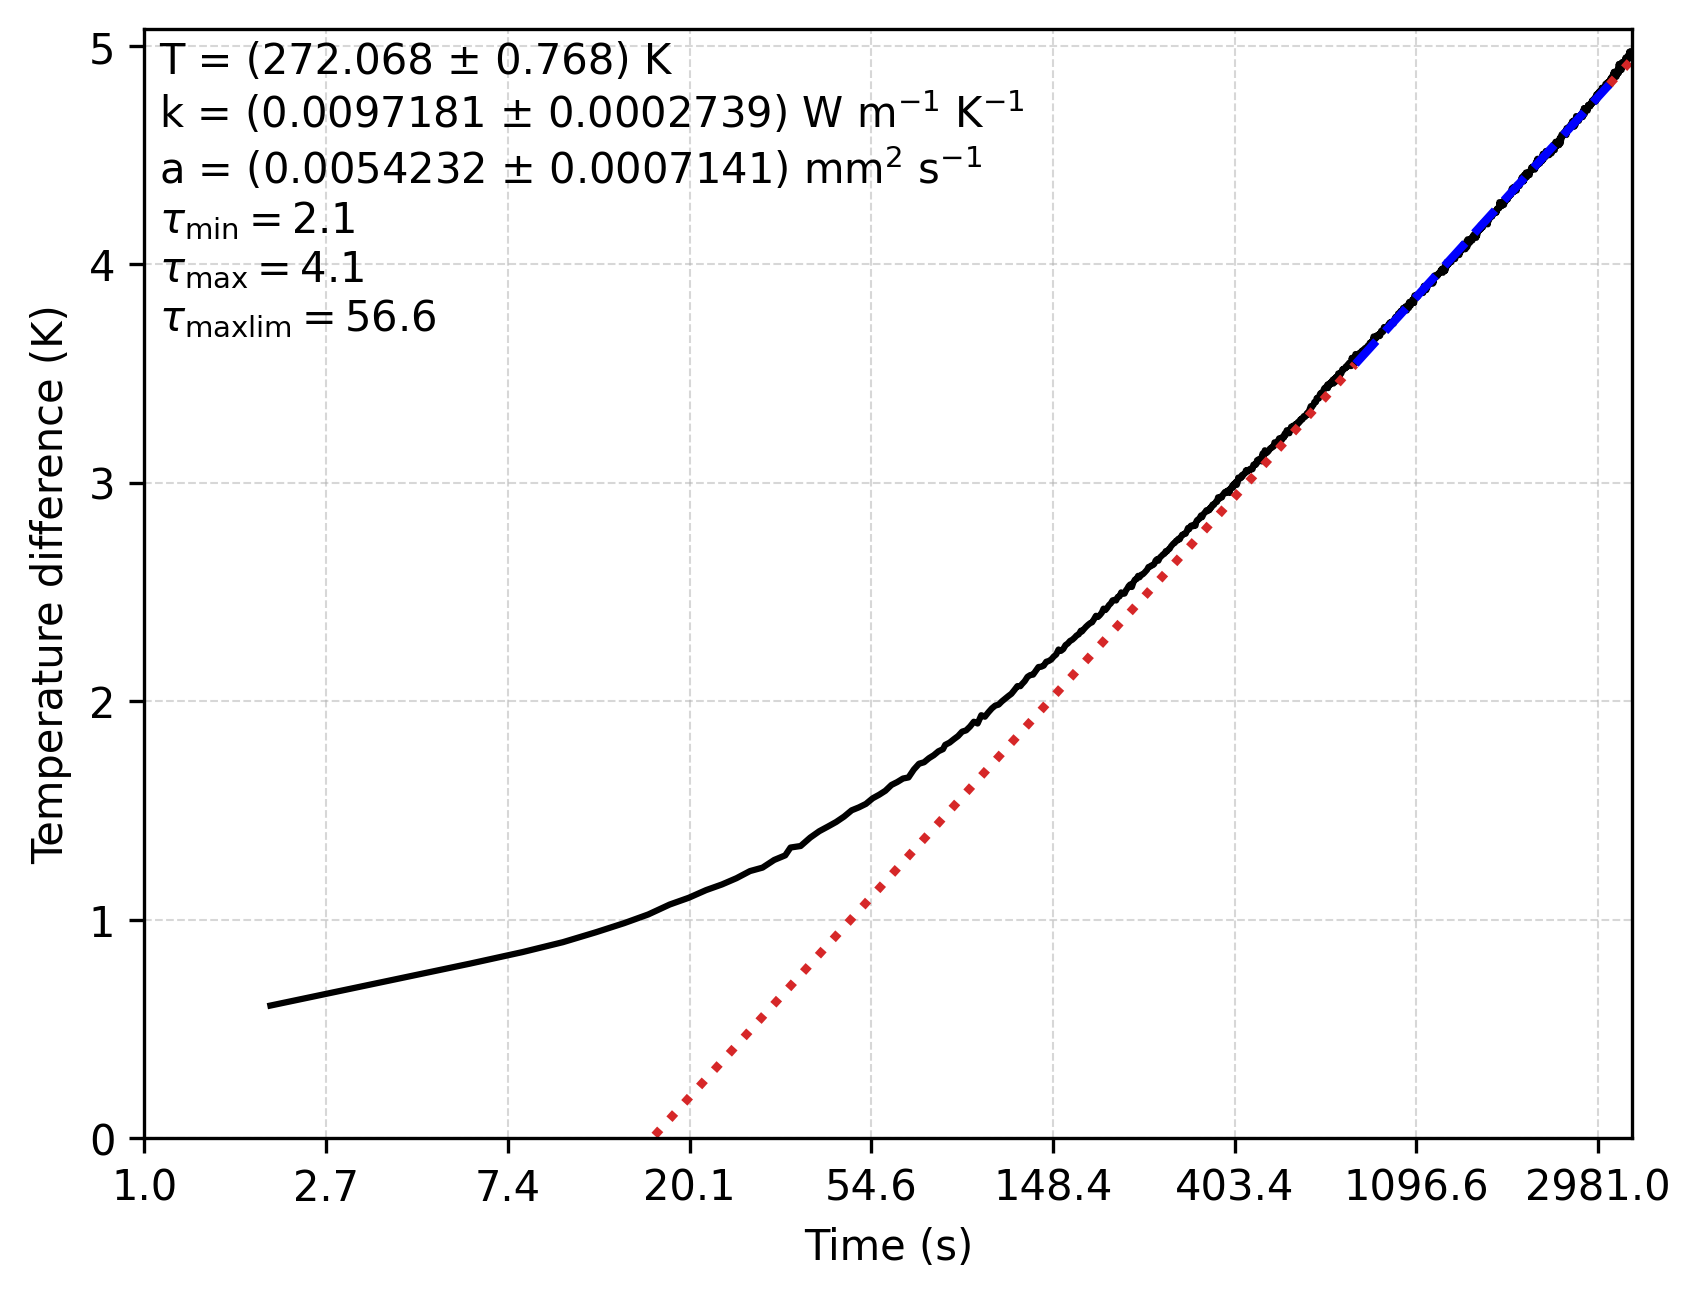 T = (272.068 ± 0.768) K
k = (0.0097181 ± 0.0002739) W m⁻¹ K⁻¹
a = (0.0054232 ± 0.0007141) mm² s⁻¹
τmin = 2.1
τmax = 4.1
τmaxlim = 56.6
Temperature difference (K)
5
4
3
2
1
0
1.0 2.7 7.4 20.1 54.6 148.4 403.4 1096.6 2981.0
Time (s)